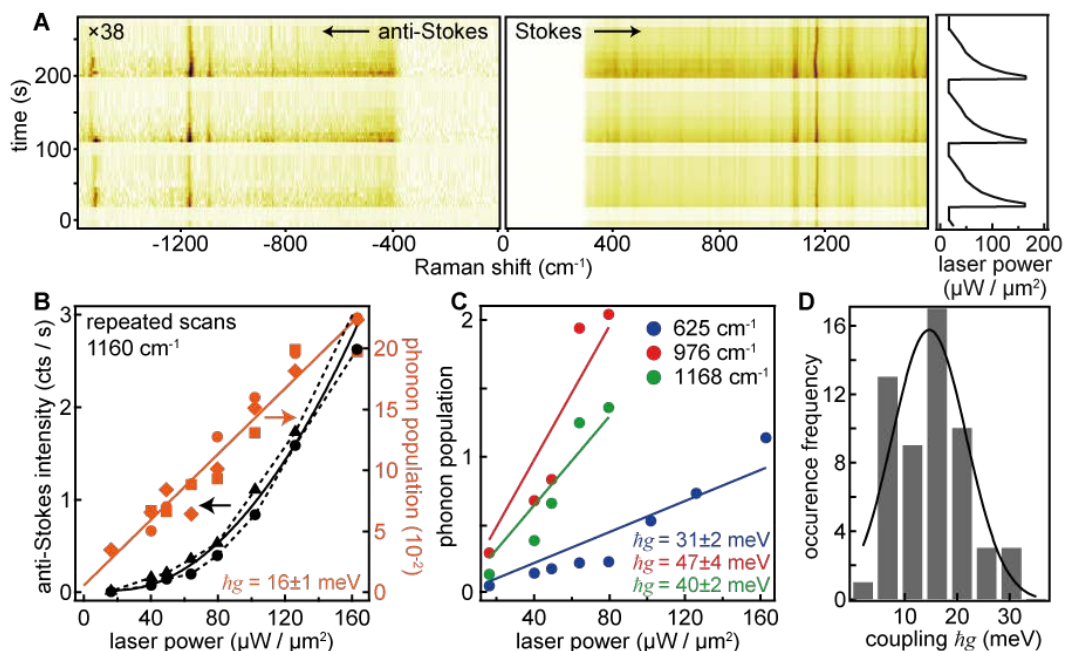 A
×38
anti-Stokes
Stokes
time (s)
200
100
0
-1200
-800
-400
0
400
800
1200
Raman shift (cm⁻¹)
0
100
200
laser power
(µW / µm²)
B
repeated scans
1160 cm⁻¹
anti-Stokes intensity (cts / s)
3
2
1
0
phonon population (10⁻²)
20
15
10
5
0
ħg = 16±1 meV
0
40
80
120
160
laser power (µW / µm²)
C
phonon population
2
1
0
625 cm⁻¹
976 cm⁻¹
1168 cm⁻¹
ħg = 31±2 meV
ħg = 47±4 meV
ħg = 40±2 meV
0
40
80
120
160
laser power (µW / µm²)
D
occurence frequency
16
12
8
4
0
10
20
30
coupling ħg (meV)